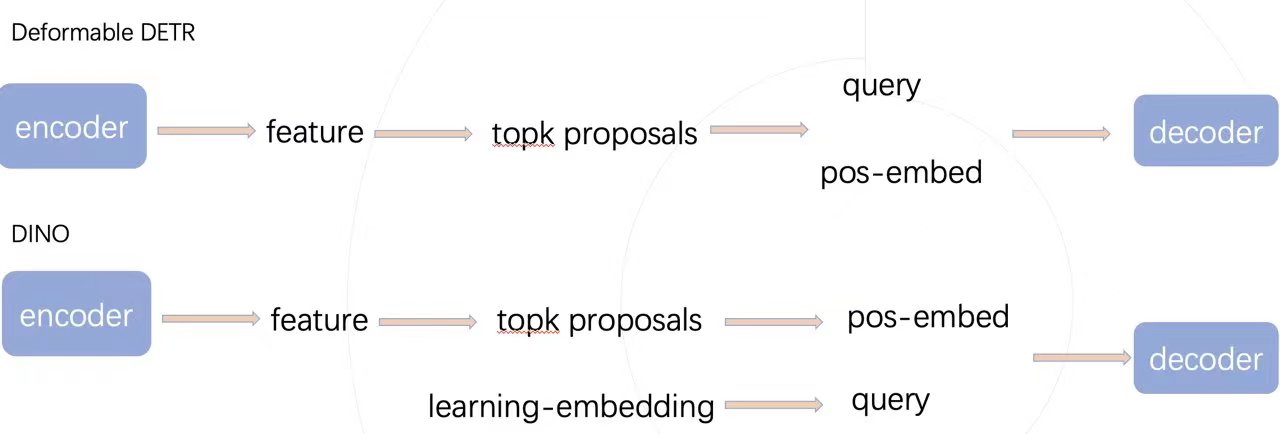 Deformable DETR
query
encoder feature topk proposals decoder
pos-embed
DINO
encoder feature topk proposals pos-embed
decoder
learning-embedding query